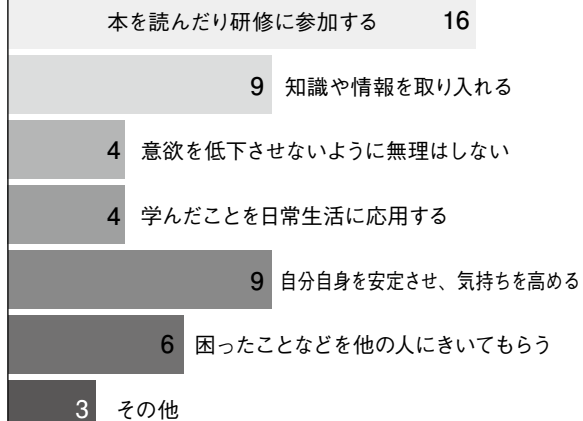 本を読んだり研修に参加する 16
9 知識や情報を取り入れる
4 意欲を低下させないように無理はしない
4 学んだことを日常生活に応用する
9 自分自身を安定させ、気持ちを高める
6 困ったことなどを他の人にきいてもらう
3 その他